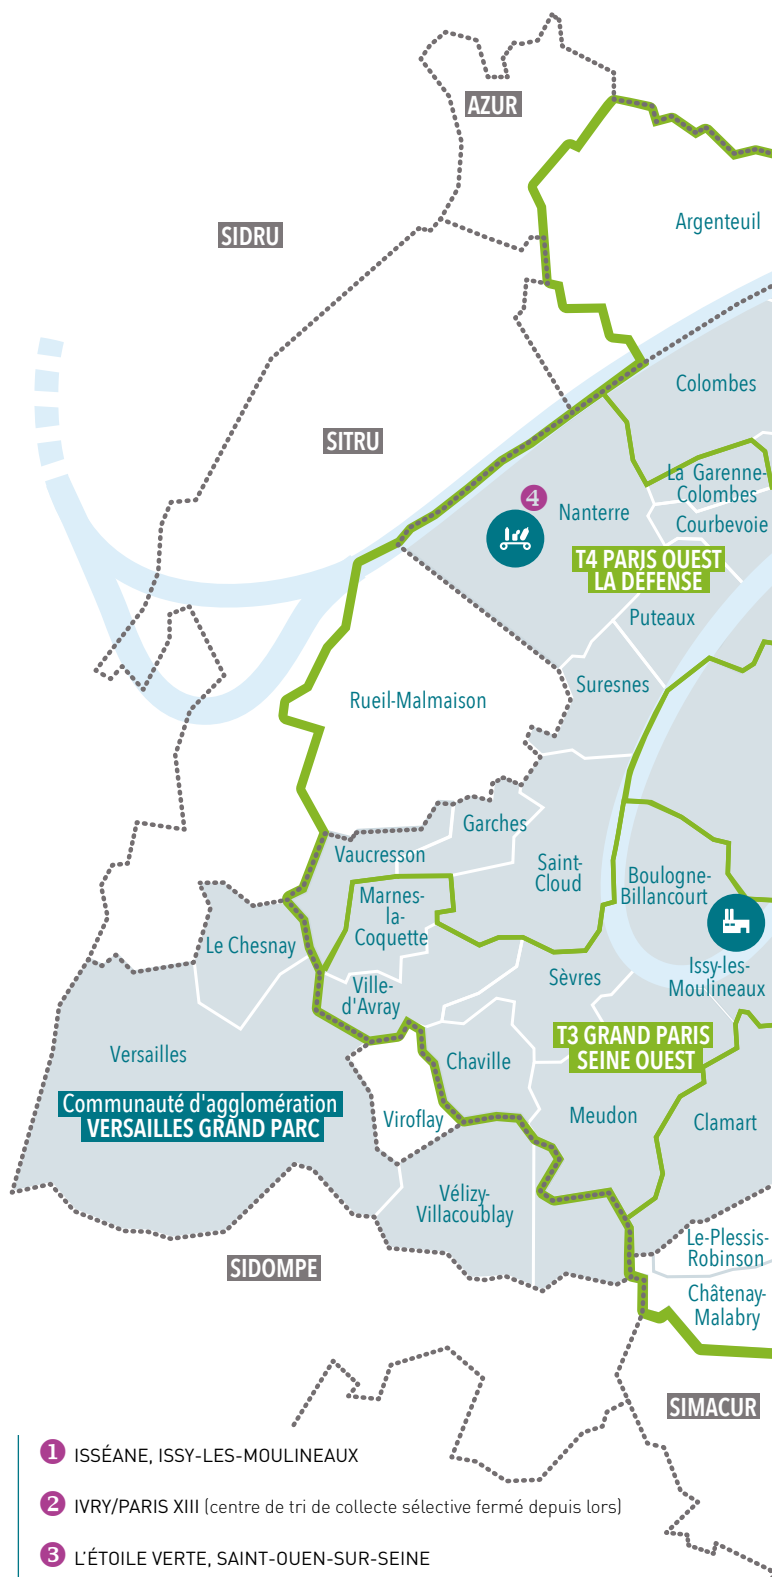 AZUR
Argenteuil
SIDRU
Colombes
SITRU
La Garenne-
Colombes
4
Nanterre
Courbevoie
T4 PARIS OUEST
LA DÉFENSE
Puteaux
Suresnes
Rueil-Malmaison
Garches
Vaucresson
Saint-
Cloud
Boulogne-
Billancourt
Marnes-
la-
Coquette
Le Chesnay
Issy-les-
Moulineaux
Sèvres
Ville-
d'Avray
T3 GRAND PARIS
SEINE OUEST
Versailles
Chaville
Communauté d'agglomération
VERSAILLES GRAND PARC
Viroflay
Meudon
Clamart
Vélizy-
Villacoublay
Le-Plessis-
Robinson
SIDOMPE
Châtenay-
Malabry
SIMACUR
1 ISSÉANE, ISSY-LES-MOULINEAUX
2 IVRY/PARIS XIII (centre de tri de collecte sélective fermé depuis lors)
3 L'ÉTOILE VERTE, SAINT-OUEN-SUR-SEINE